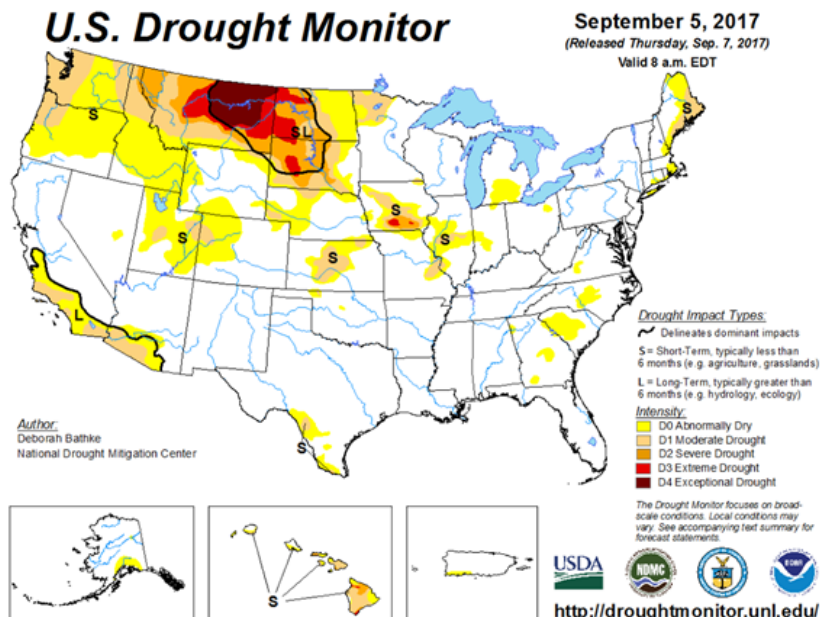 U.S. Drought Monitor
September 5, 2017
(Released Thursday, Sep. 7, 2017)
Valid 8 a.m. EDT
S
S
S L
S
S
S
S
L
S
Drought Impact Types:
Delineates dominant impacts
S = Short-Term, typically less than
6 months (e.g. agriculture, grasslands)
L = Long-Term, typically greater than
6 months (e.g. hydrology, ecology)
Intensity:
D0 Abnormally Dry
D1 Moderate Drought
D2 Severe Drought
D3 Extreme Drought
D4 Exceptional Drought
Author:
Deborah Bathke
National Drought Mitigation Center
The Drought Monitor focuses on broad-
scale conditions. Local conditions may
vary. See accompanying text summary for
forecast statements.
S
USDA
NDMC
http://droughtmonitor.unl.edu/